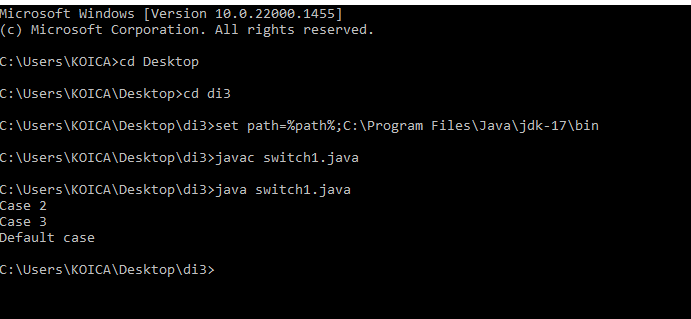 Microsoft Windows [Version 10.0.22000.1455]
(c) Microsoft Corporation. All rights reserved.
C:\Users\KOICA>cd Desktop
C:\Users\KOICA\Desktop>cd di3
C:\Users\KOICA\Desktop\di3>set path=%path%;C:\Program Files\Java\jdk-17\bin
C:\Users\KOICA\Desktop\di3>javac switch1.java
C:\Users\KOICA\Desktop\di3>java switch1.java
Case 2
Case 3
Default case
C:\Users\KOICA\Desktop\di3>